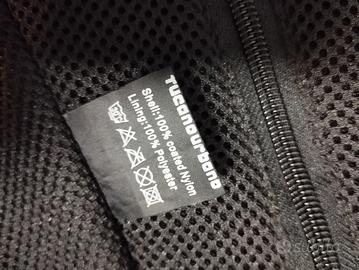 Tucanourbano
Shell:100% coated Nylon
Lining:100% Polyester